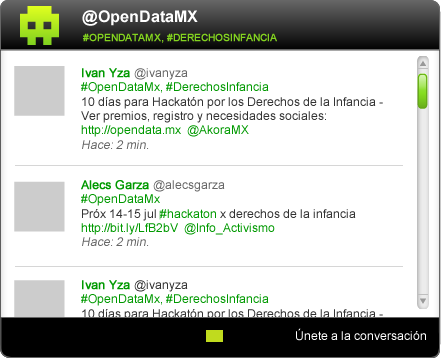 @OpenDataMX
#OPENDATAMX, #DERECHOSINFANCIA
Ivan Yza @ivanyza
#OpenDataMx, #DerechosInfancia
10 días para Hackatón por los Derechos de la Infancia -
Ver premios, registro y necesidades sociales:
http://opendata.mx @AkoraMX
Hace: 2 min.
Alecs Garza @alecsgarza
#OpenDataMx
Próx 14-15 jul #hackaton x derechos de la infancia
http://bit.ly/LfB2bV @Info_Activismo
Hace: 2 min.
Ivan Yza @ivanyza
#OpenDataMx, #DerechosInfancia
10 días para Hackatón por los Derechos de la Infancia -
Únete a la conversación